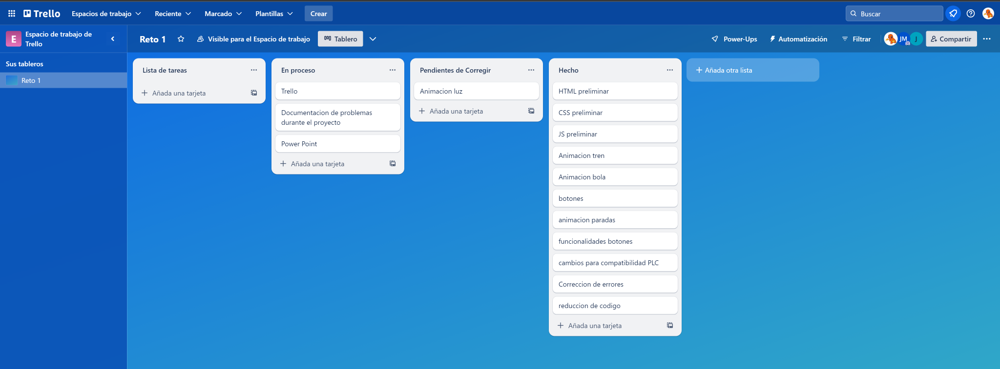 Trello
Espacios de trabajo
Reciente
Marcado
Plantillas
Crear
Buscar
E
Espacio de trabajo de
Trello
Reto 1
Visible para el Espacio de trabajo
Tablero
Power-Ups
Automatización
Filtrar
JM
J
Compartir
Sus tableros
Reto 1
Lista de tareas
Añada una tarjeta
En proceso
Trello
Documentacion de problemas
durante el proyecto
Power Point
Añada una tarjeta
Pendientes de Corregir
Animacion luz
Añada una tarjeta
Hecho
HTML preliminar
CSS preliminar
JS preliminar
Animacion tren
Animacion bola
botones
animacion paradas
funcionalidades botones
cambios para compatibilidad PLC
Correccion de errores
reduccion de codigo
Añada una tarjeta
Añada otra lista